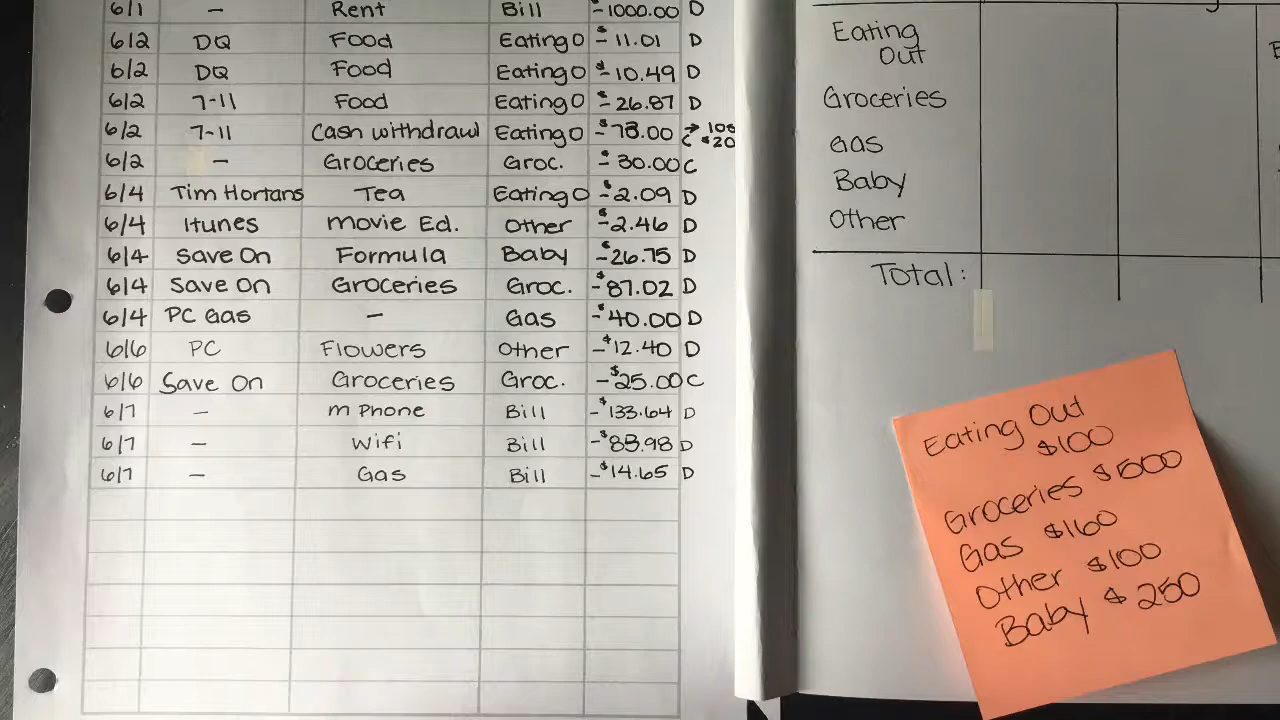 6/1 – Rent Bill -$1000.00 D
6/2 DQ Food Eating O -$11.01 D
6/2 DQ Food Eating O -$10.49 D
6/2 7-11 Food Eating O -$26.87 D
6/2 7-11 Cash withdrawl Eating O -$73.00
C $20
6/2 – Groceries Groc. -$30.00 C
6/4 Tim Hortans Tea Eating O -$2.09 D
6/4 Itunes movie Ed. Other -$2.46 D
6/4 Save On Formula Baby -$26.75 D
6/4 Save On Groceries Groc. -$87.02 D
6/4 PC Gas – Gas -$40.00 D
6/6 PC Flowers Other -$12.40 D
6/6 Save On Groceries Groc. -$25.00 C
6/7 – m Phone Bill -$133.64 D
6/7 – Wifi Bill -$83.98 D
6/7 – Gas Bill -$14.65 D
Eating
Out
Groceries
Gas
Baby
Other
Total:
Eating Out
$100
Groceries $500
Gas $160
Other $100
Baby $250